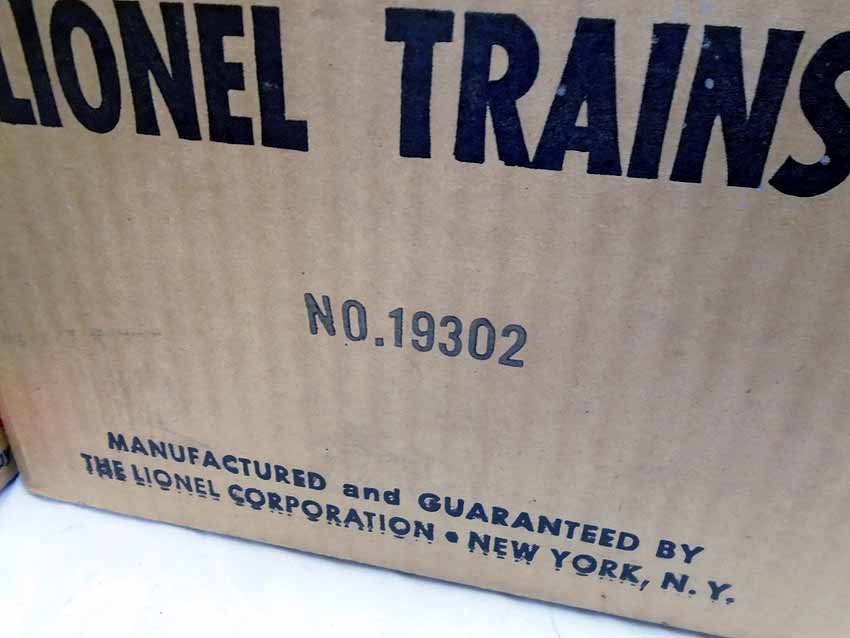 LIONEL TRAINS
NO.19302
MANUFACTURED and GUARANTEED BY
THE LIONEL CORPORATION • NEW YORK, N.Y.